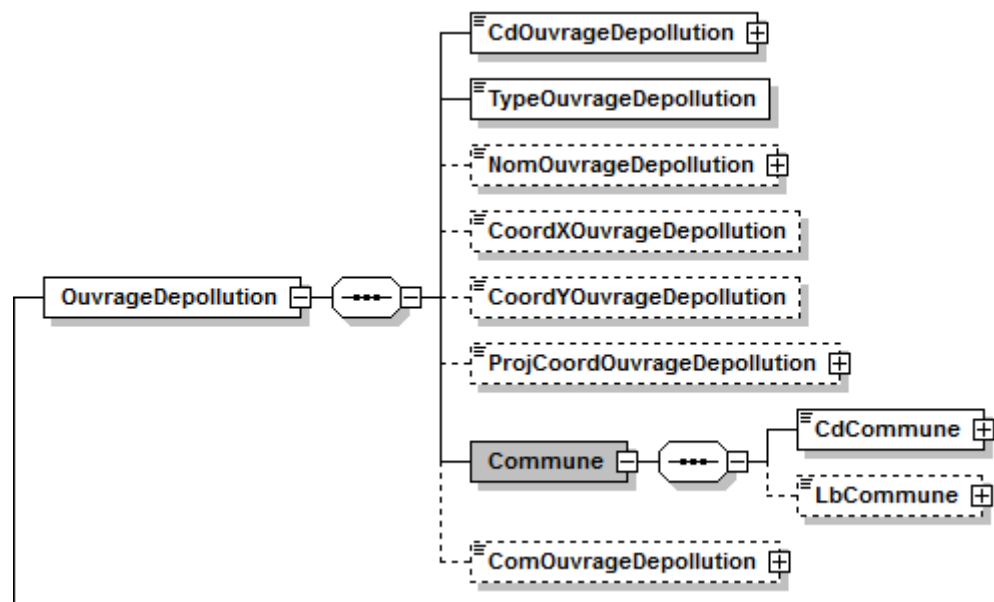 CdOuvrageDepollution
TypeOuvrageDepollution
NomOuvrageDepollution
CoordXOuvrageDepollution
OuvrageDepollution
CoordYOuvrageDepollution
ProjCoordOuvrageDepollution
CdCommune
Commune
LbCommune
ComOuvrageDepollution